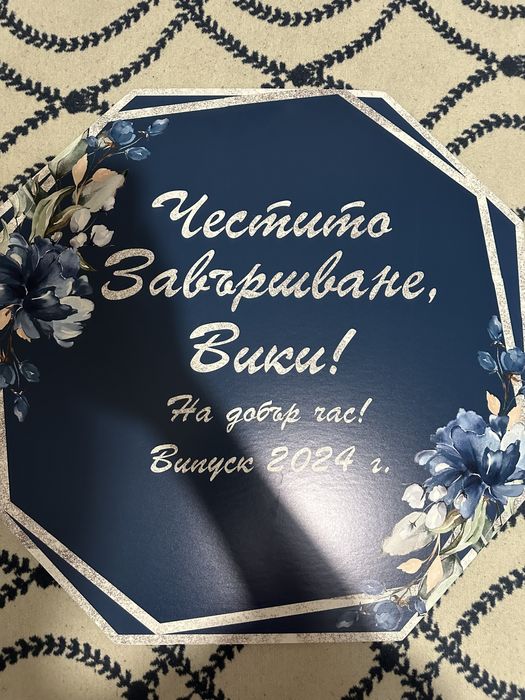 Честито
Завършване,
Вики!
На добър час!
Випуск 2024 г.